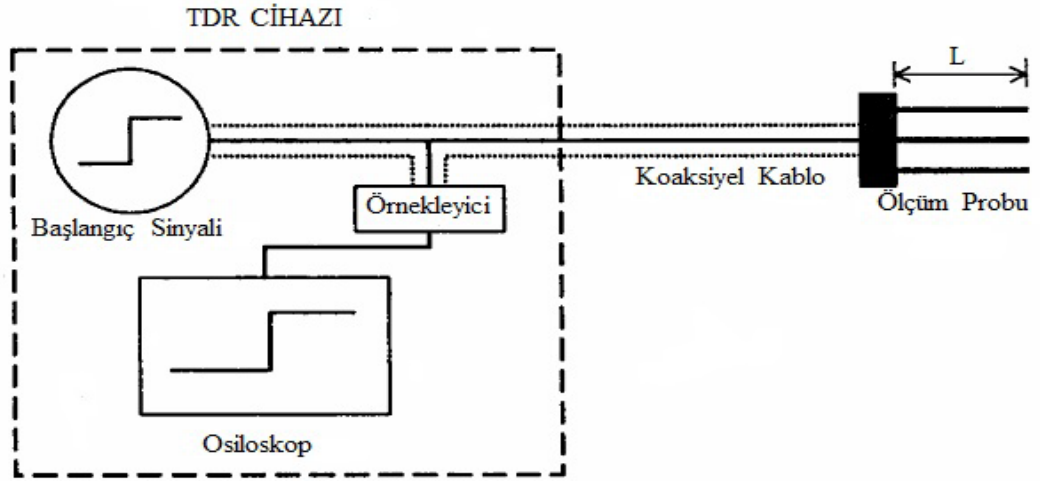 TDR CİHAZI
L
Koaksiyel Kablo
Ölçüm Probu
Örnekleyici
Başlangıç Sinyali
Osiloskop